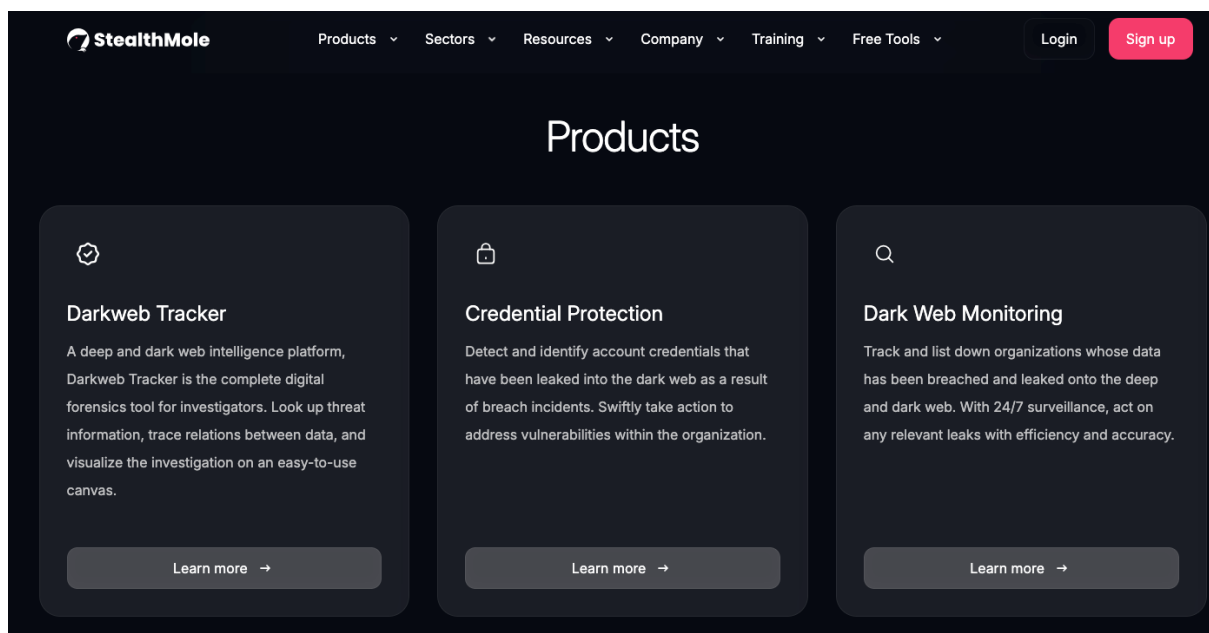 StealthMole
Products
Sectors
Resources
Company
Training
Free Tools
Login
Sign up
Products
Darkweb Tracker
A deep and dark web intelligence platform,
Darkweb Tracker is the complete digital
forensics tool for investigators. Look up threat
information, trace relations between data, and
visualize the investigation on an easy-to-use
canvas.
Learn more →
Credential Protection
Detect and identify account credentials that
have been leaked into the dark web as a result
of breach incidents. Swiftly take action to
address vulnerabilities within the organization.
Learn more →
Dark Web Monitoring
Track and list down organizations whose data
has been breached and leaked onto the deep
and dark web. With 24/7 surveillance, act on
any relevant leaks with efficiency and accuracy.
Learn more →